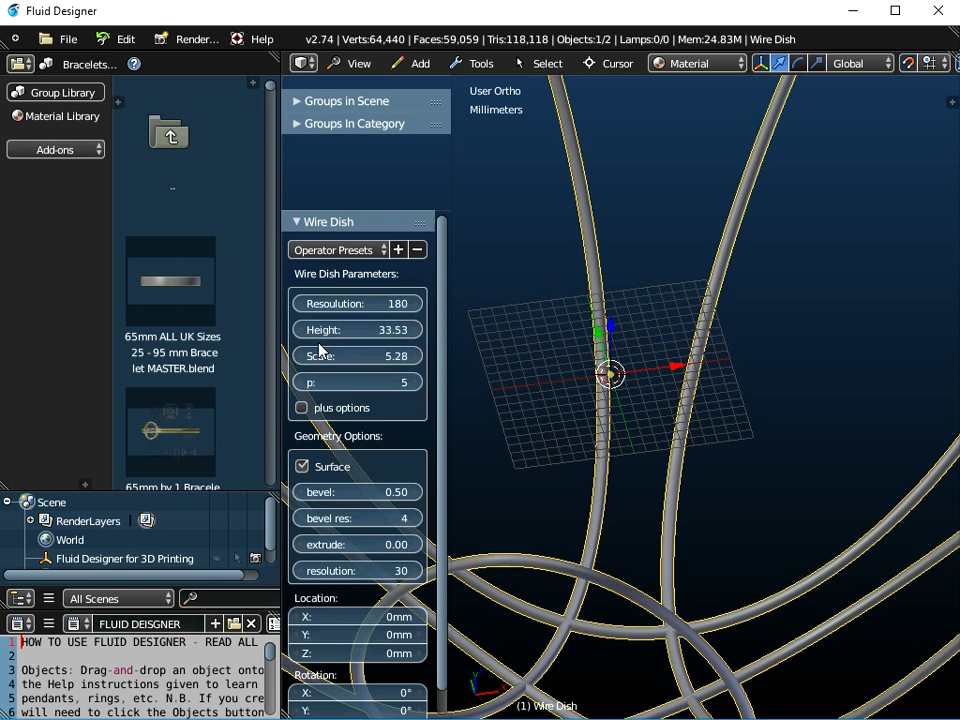 Fluid Designer
File Edit Render... Help v2.74 | Verts:64,440 | Faces:59,059 | Tris:118,118 | Objects:1/2 | Lamps:0/0 | Mem:24.83M | Wire Dish
Bracelets... View Add Tools Select Cursor Material Global
Group Library
Material Library
Add-ons
..
65mm ALL UK Sizes
25 - 95 mm Brace
let MASTER.blend
65mm by 1 Bracele
Groups in Scene
Groups In Category
User Ortho
Millimeters
Wire Dish
Operator Presets
Wire Dish Parameters:
Resoulution: 180
Height: 33.53
Scale: 5.28
p: 5
plus options
Geometry Options:
Surface
bevel: 0.50
bevel res: 4
extrude: 0.00
resolution: 30
Location:
X: 0mm
Y: 0mm
Z: 0mm
Rotation:
X: 0°
Y: 0°
(1) Wire Dish
Scene
RenderLayers
World
Fluid Designer for 3D Printing
All Scenes
FLUID DEISGNER
1 HOW TO USE FLUID DESIGNER - READ ALL
2
3 Objects: Drag-and-drop an object onto
4 the Help instructions given to learn
5 pendants, rings, etc. N.B. If you cre
6 will need to click the Objects button